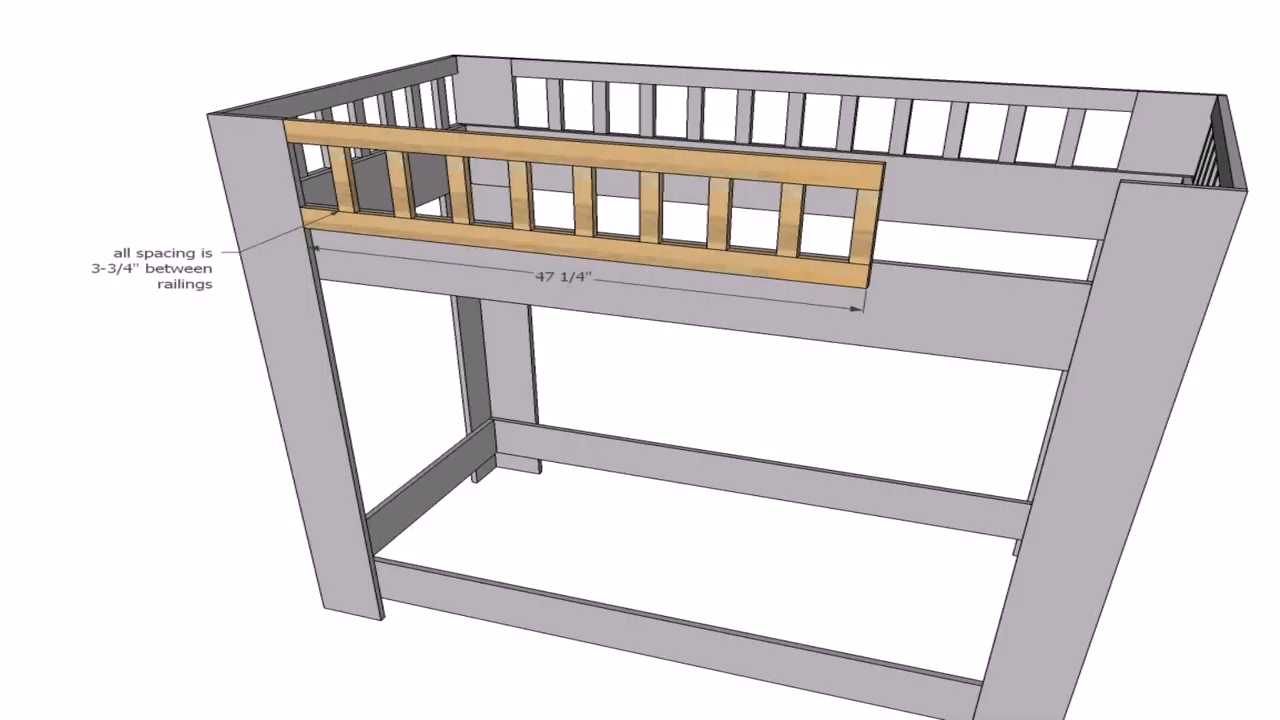 all spacing is
3-3/4" between
railings
47 1/4"